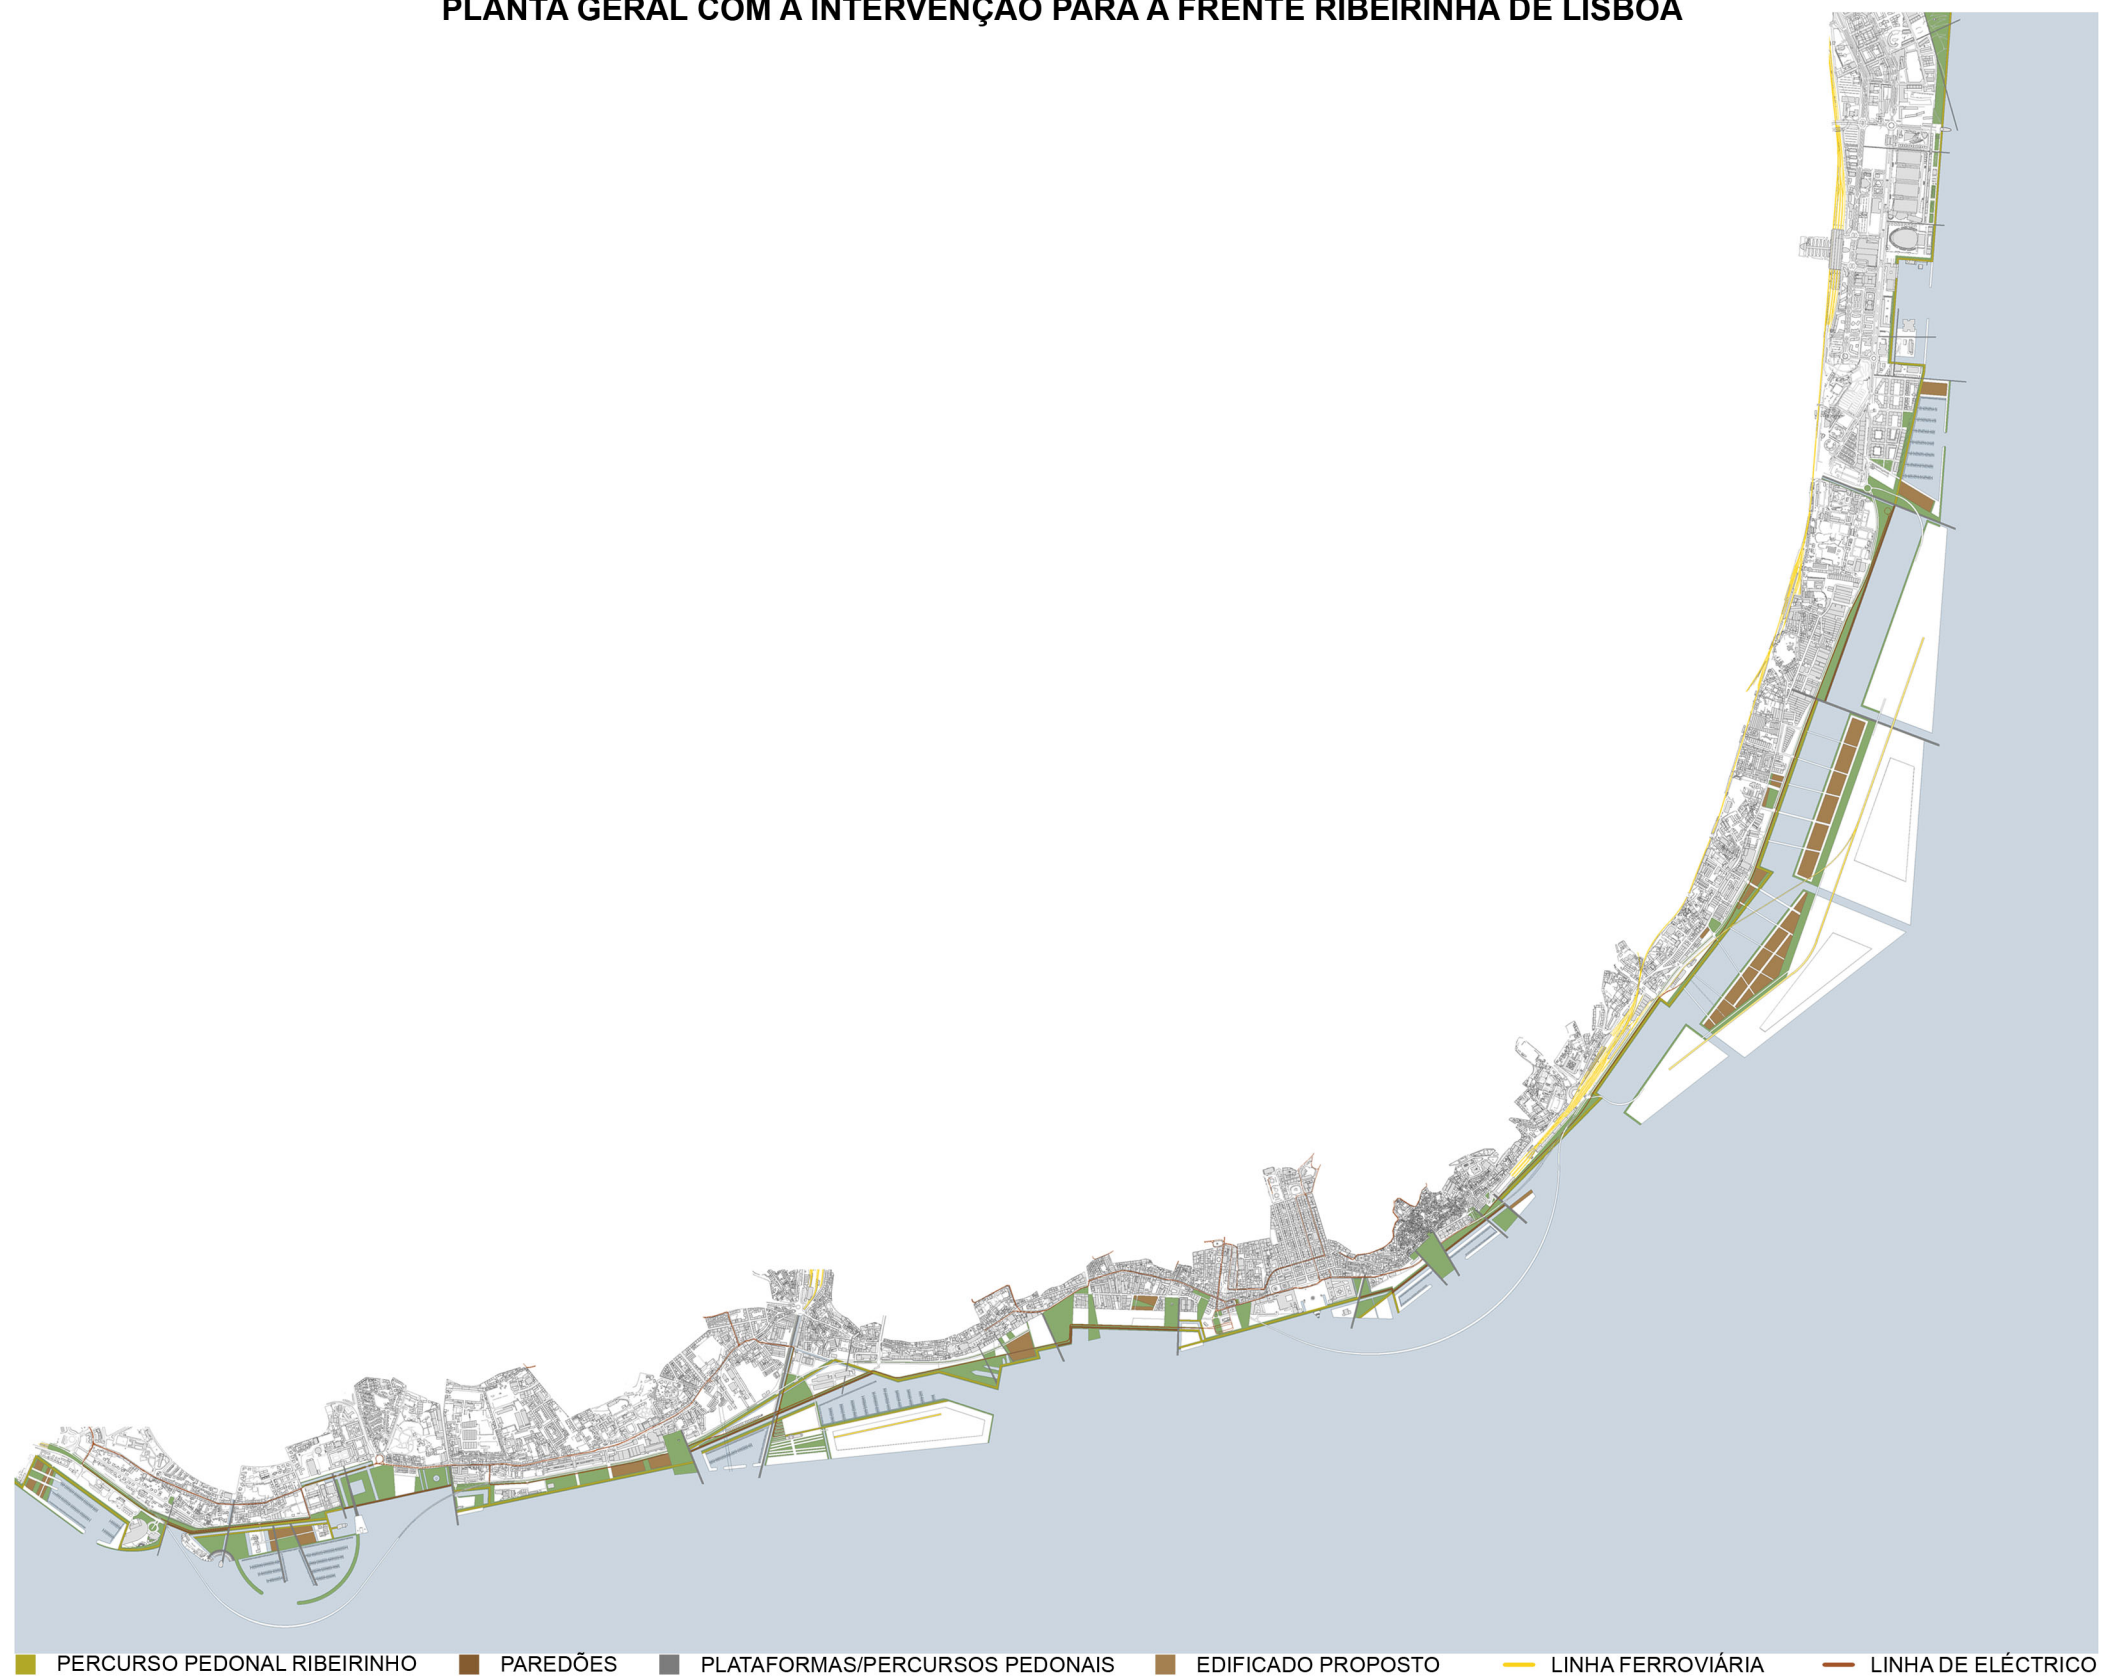 PLANTA GERAL COM A INTERVENÇÃO PARA A FRENTE RIBEIRINHA DE LISBOA
PERCURSO PEDONAL RIBEIRINHO PAREDÕES PLATAFORMAS/PERCURSOS PEDONAIS EDIFICADO PROPOSTO LINHA FERROVIÁRIA LINHA DE ELÉCTRICO